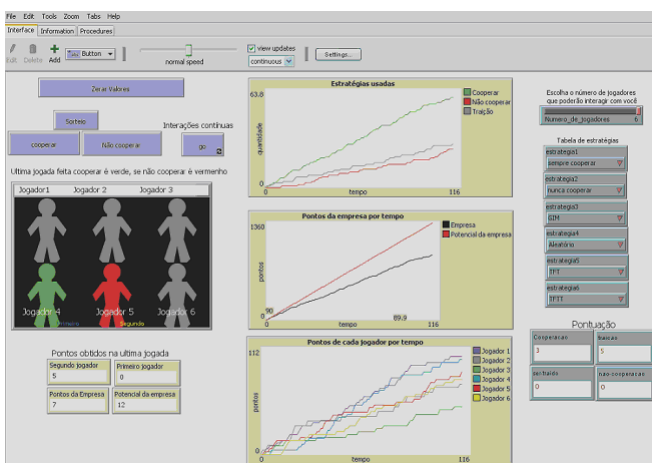 File Edit Tools Zoom Tabs Help
Interface Information Procedures
Edit Delete Add Button
normal speed
view updates
continuous
Settings...
Zerar Valores
Sorteio
Interações contínuas
cooperar Não cooperar go
Ultima jogada feita cooperar é verde, se não cooperar é vermenho
Jogador1 Jogador 2 Jogador 3
Jogador 4 Jogador 5 Jogador 6
Primeiro Segundo
Pontos obtidos na ultima jogada
Segundo jogador
5
Primeiro jogador
0
Pontos da Empresa
7
Potencial da empresa
12
Estratégias usadas
63.8
quantidade
0
0 tempo 116
Cooperar
Não cooperar
Traição
Pontos da empresa por tempo
1360
pontos
90
0
0 tempo 89.9 116
Empresa
Potencial da empresa
Pontos de cada jogador por tempo
112
pontos
0
0 tempo 116
Jogador 1
Jogador 2
Jogador 3
Jogador 4
Jogador 5
Jogador 6
Escolha o número de jogadores
que poderão interagir com você
Numero_de_jogadores 6
Tabela de estratégias
estrategia1
sempre cooperar
estrategia2
nunca cooperar
estrategia3
GIM
estrategia4
Aleatório
estrategia5
TFT
estrategia6
TFTT
Pontuação
Cooperacao
3
5
0
nao-cooperacao
0